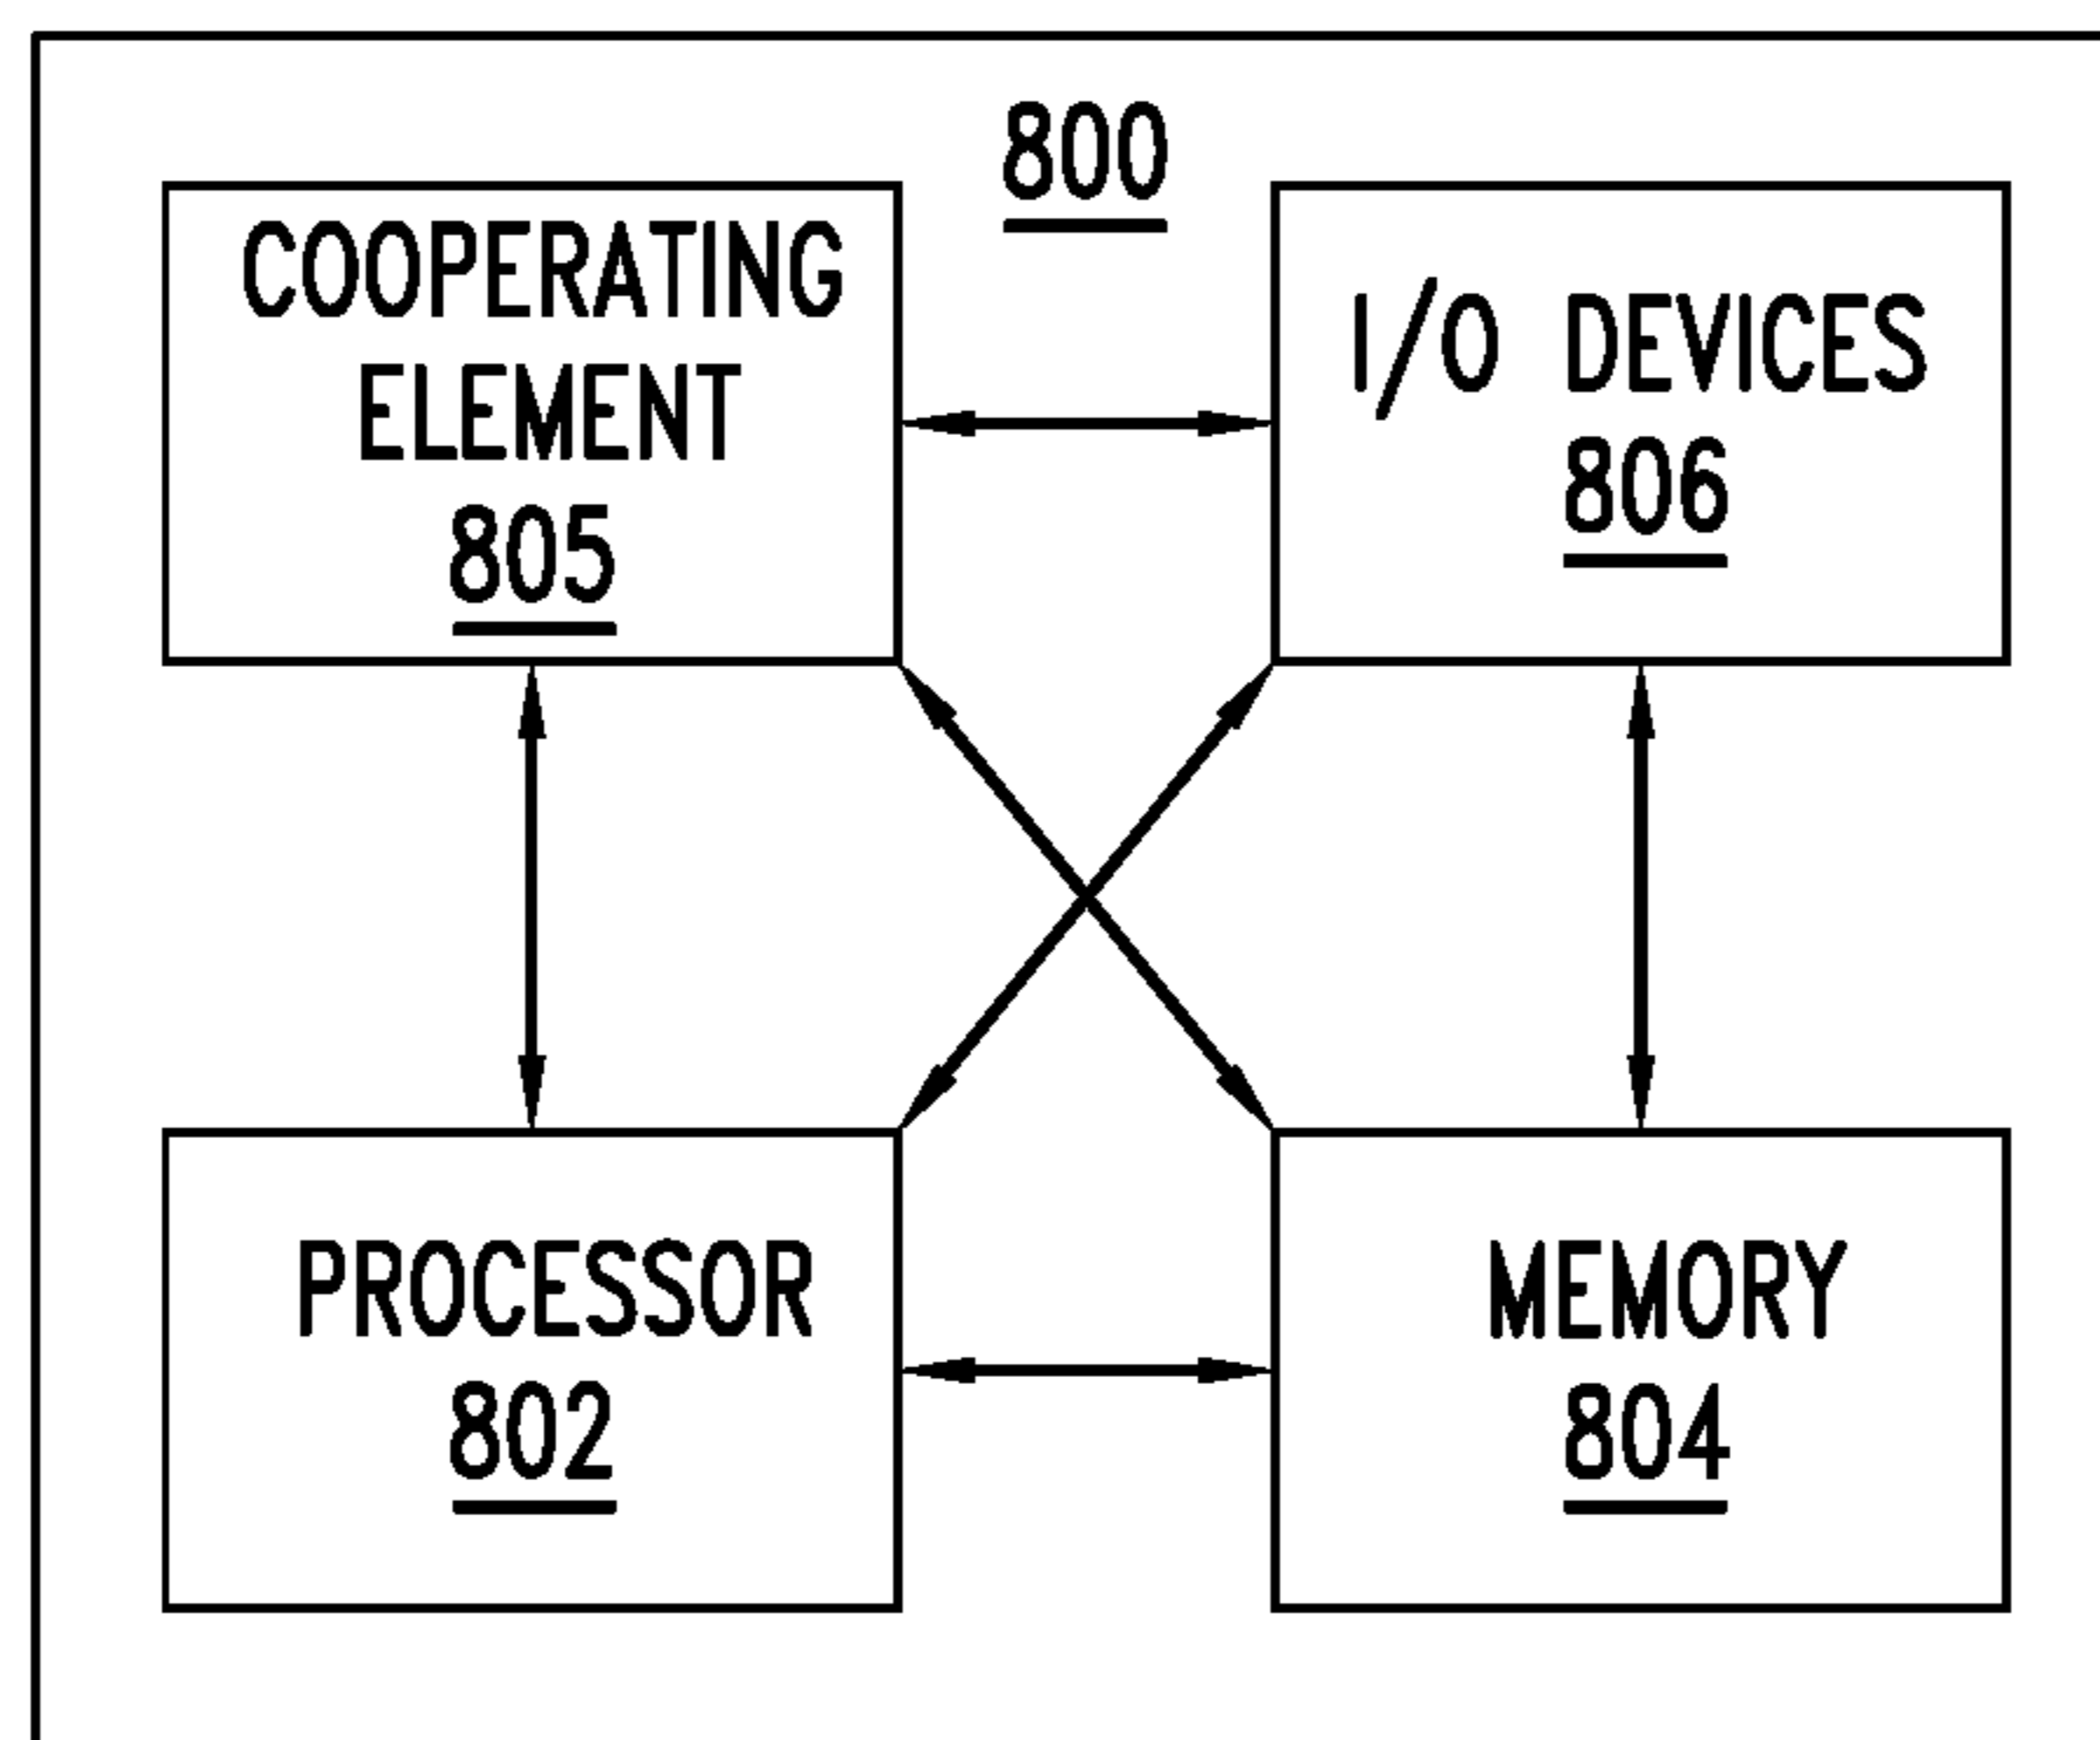 800
COOPERATING
ELEMENT
805
I/O DEVICES
806
PROCESSOR
802
MEMORY
804